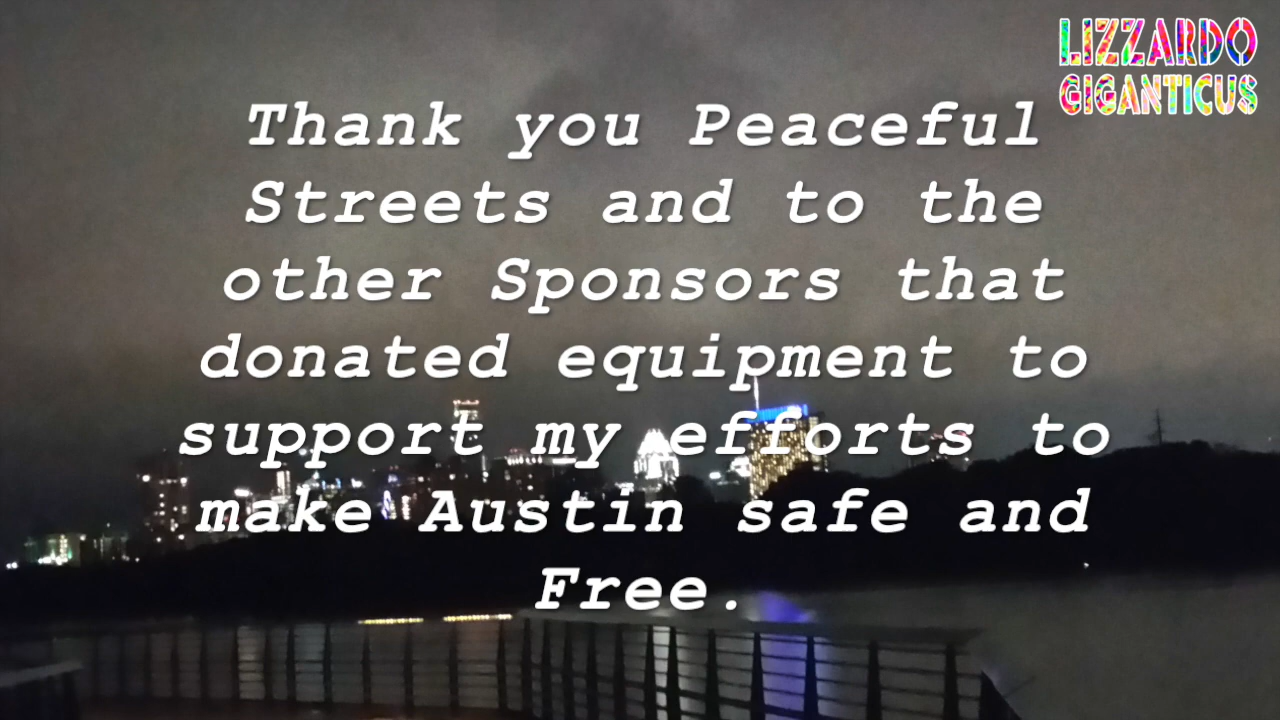 LIZZARDO
GIGANTICUS
Thank you Peaceful
Streets and to the
other Sponsors that
donated equipment to
support my efforts to
make Austin safe and
Free.